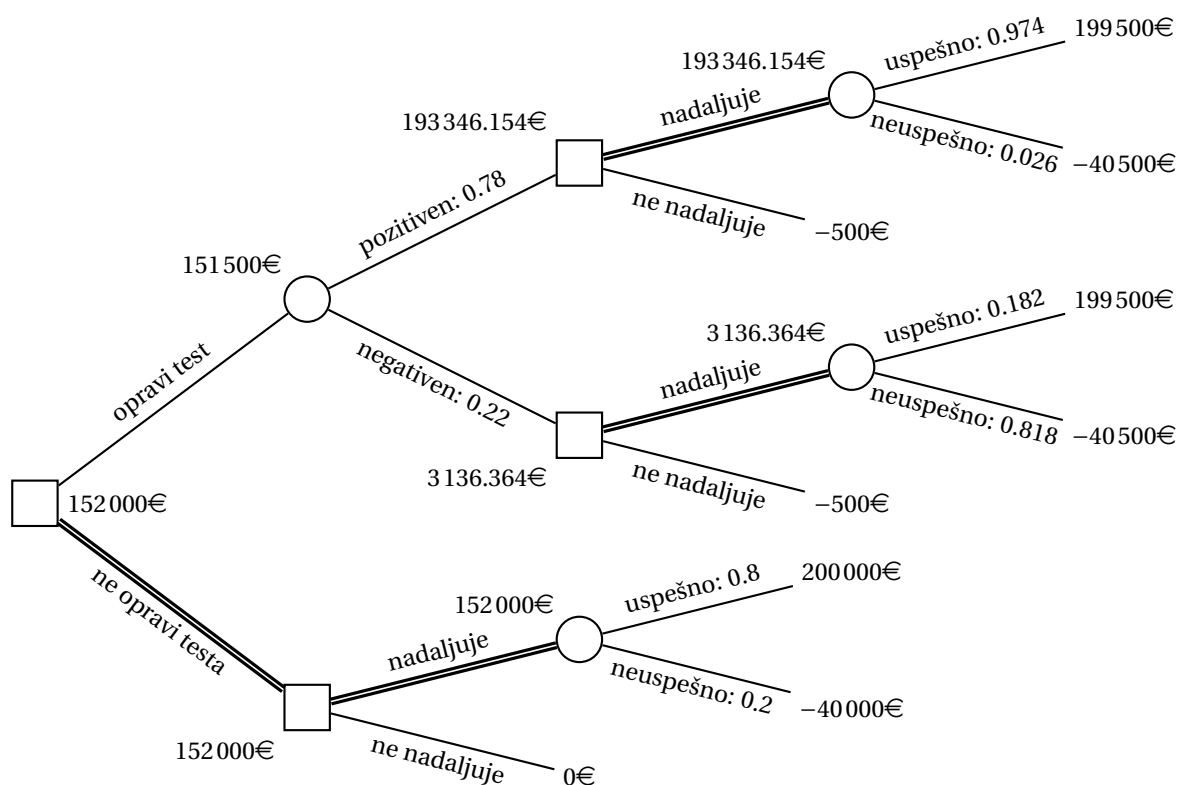 uspešno: 0.974
199 500€
193 346.154€
nadaljuje
neuspešno: 0.026
−40 500€
193 346.154€
pozitiven: 0.78
ne nadaljuje
−500€
151 500€
uspešno: 0.182
199 500€
3 136.364€
nadaljuje
neuspešno: 0.818
−40 500€
opravi test
negativen: 0.22
3 136.364€
ne nadaljuje
−500€
152 000€
ne opravi testa
uspešno: 0.8
200 000€
152 000€
nadaljuje
neuspešno: 0.2
−40 000€
152 000€
ne nadaljuje
0€